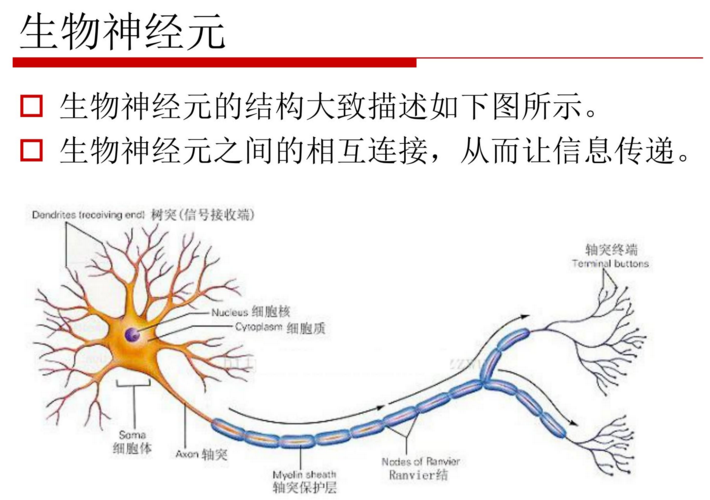 生物神经元
生物神经元的结构大致描述如下图所示。
生物神经元之间的相互连接，从而让信息传递。
Dendrites (receiving end) 树突(信号接收端)
轴突终端
Terminal buttons
Nucleus 细胞核
Cytoplasm 细胞质
Soma
细胞体
Axon 轴突
Myolin sheath
轴突保护层
Nodes of Ranvier
Ranvier结